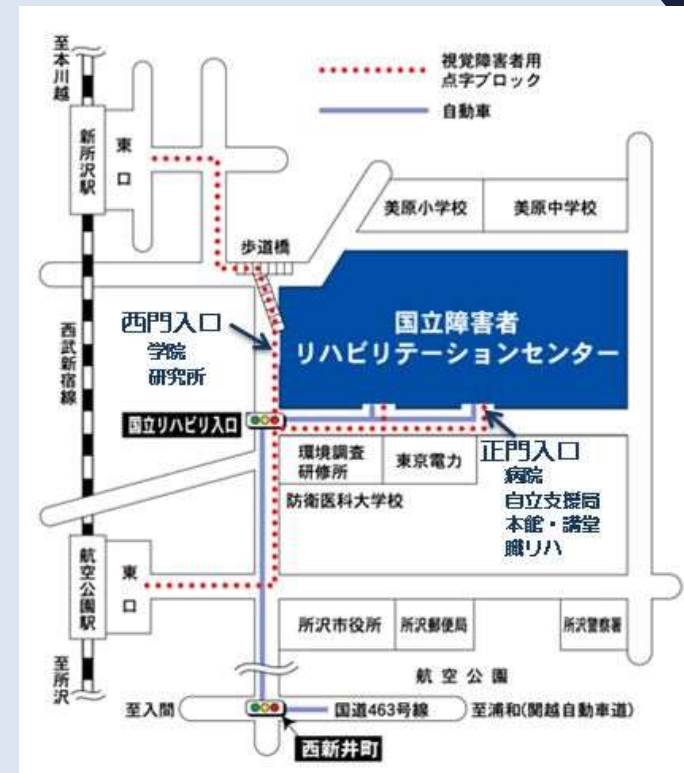 至本川越
視覚障害者用
点字ブロック
自動車
新所沢駅
東口
美原小学校
美原中学校
歩道橋
西武新宿線
西門入口
学院
研究所
国立障害者
リハビリテーションセンター
国立リハビリ入口
環境調査
研修所
東京電力
正門入口
病院
自立支援局
本館・講堂
職リハ
防衛医科大学校
航空公園駅
東口
所沢市役所
所沢郵便局
所沢警察署
至所沢
航空公園
至入間
国道463号線
至浦和(関越自動車道)
西新井町